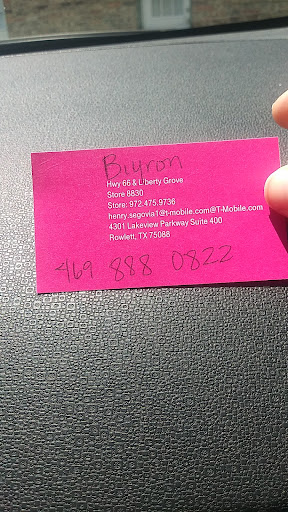 Biyron
Hwy 66 & Liberty Grove
Store 8830
Store: 972.475.9736
henry.segovia1@t-mobile.com@T-Mobile.com
4301 Lakeview Parkway Suite 400
Rowlett, TX 75088
469 888 0822